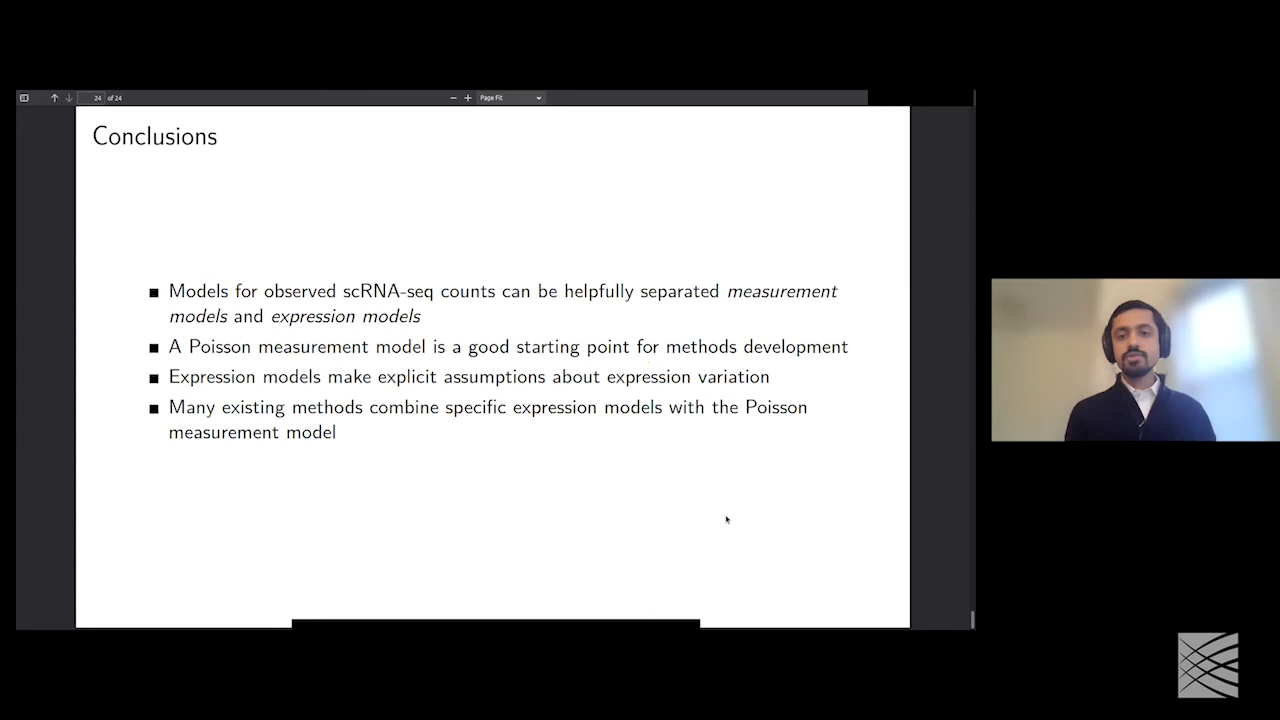 24 of 24
Page Fit
Conclusions
Models for observed scRNA-seq counts can be helpfully separated measurement
models and expression models
A Poisson measurement model is a good starting point for methods development
Expression models make explicit assumptions about expression variation
Many existing methods combine specific expression models with the Poisson
measurement model